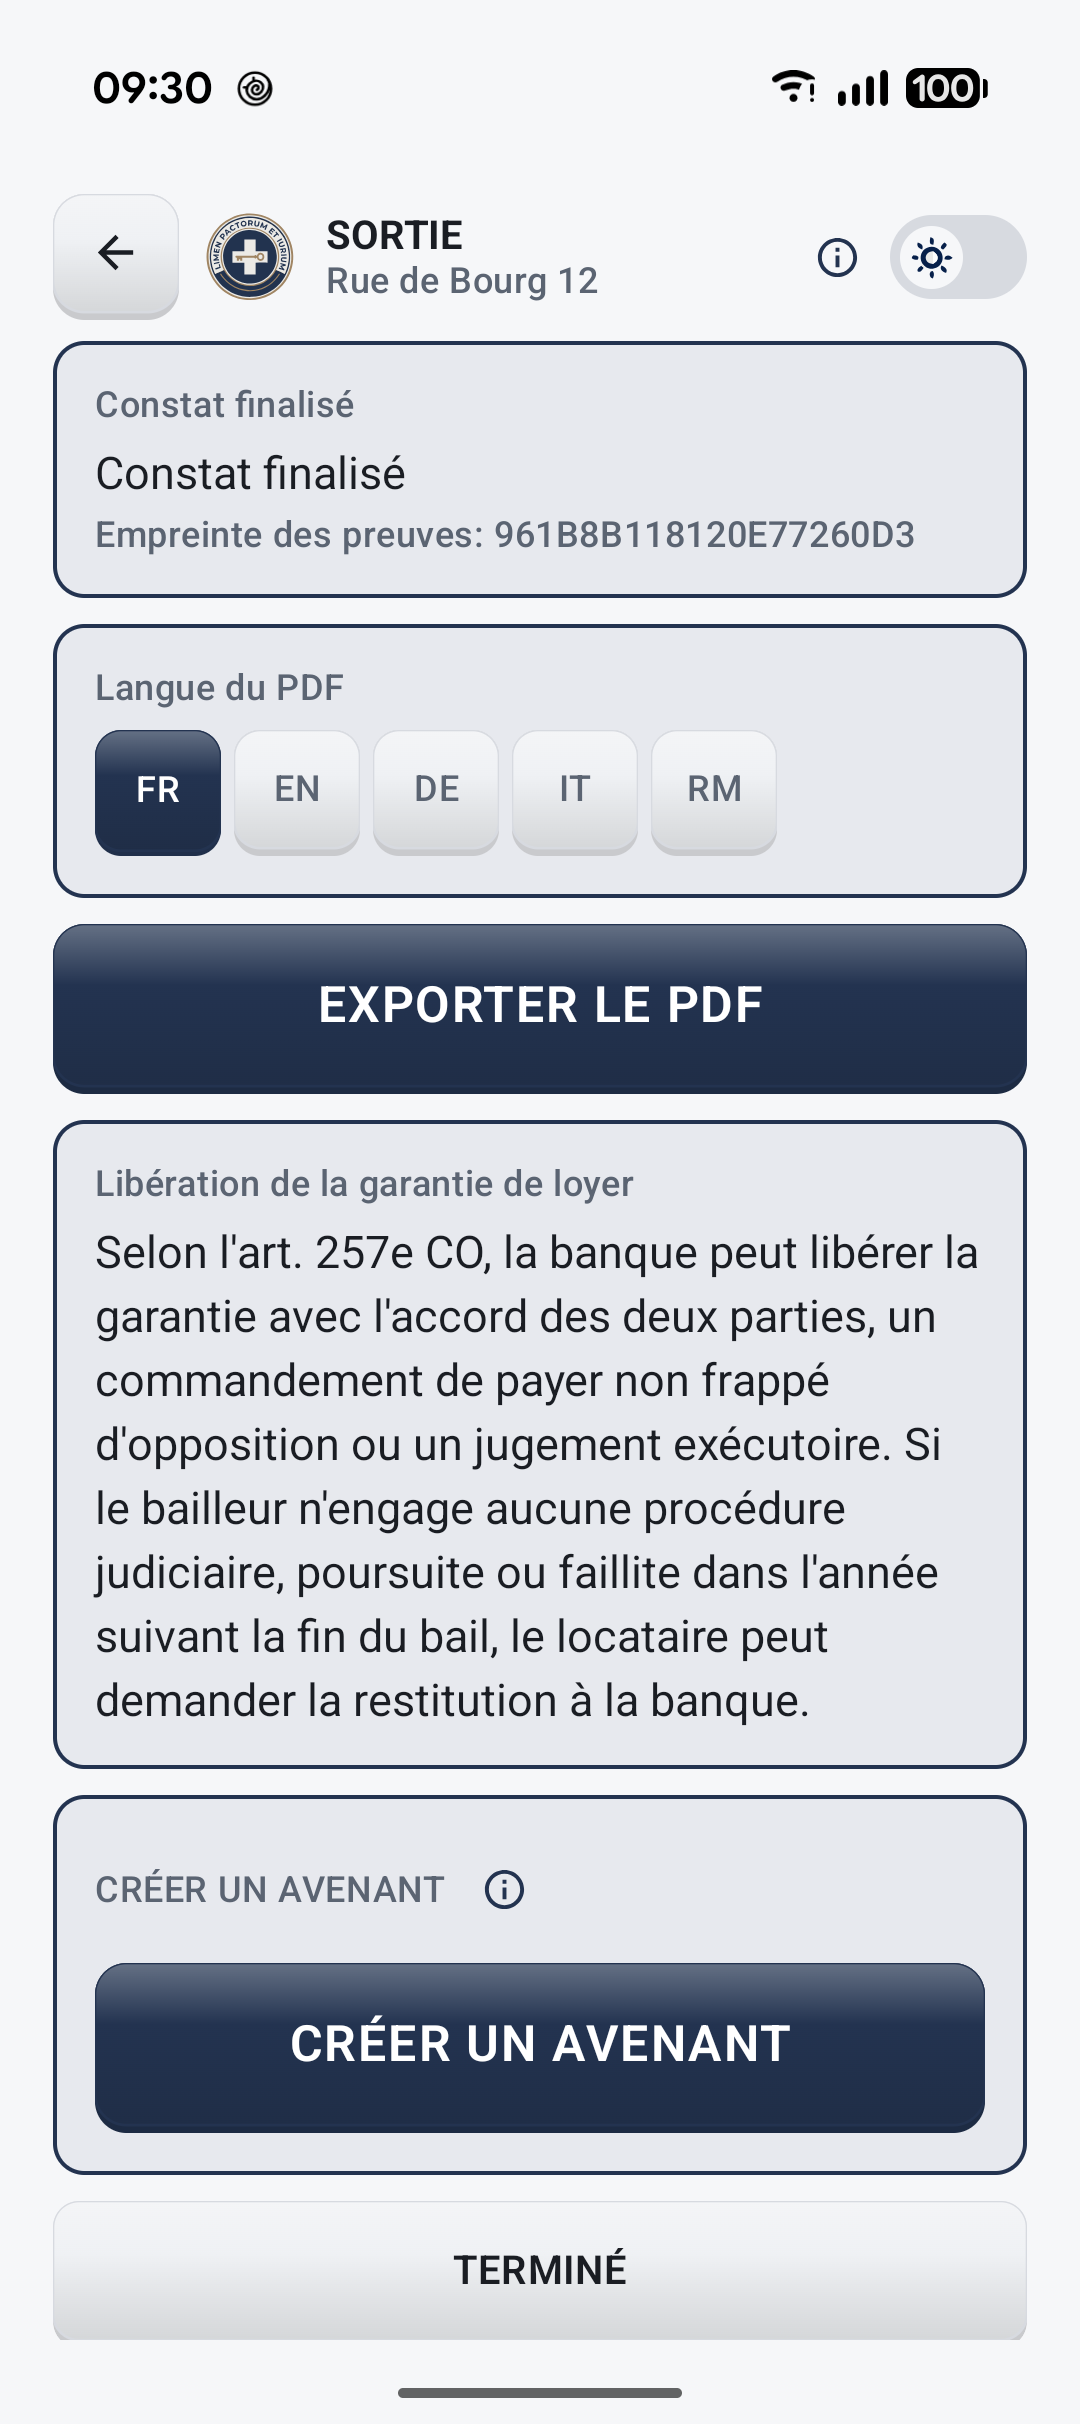 09:30
100
LIMEN PACTORUM ET IURIUM
SORTIE
Rue de Bourg 12
Constat finalisé
Constat finalisé
Empreinte des preuves: 961B8B118120E77260D3
Langue du PDF
FR EN DE IT RM
EXPORTER LE PDF
Libération de la garantie de loyer
Selon l'art. 257e CO, la banque peut libérer la
garantie avec l'accord des deux parties, un
commandement de payer non frappé
d'opposition ou un jugement exécutoire. Si
le bailleur n'engage aucune procédure
judiciaire, poursuite ou faillite dans l'année
suivant la fin du bail, le locataire peut
demander la restitution à la banque.
CRÉER UN AVENANT
CRÉER UN AVENANT
TERMINÉ